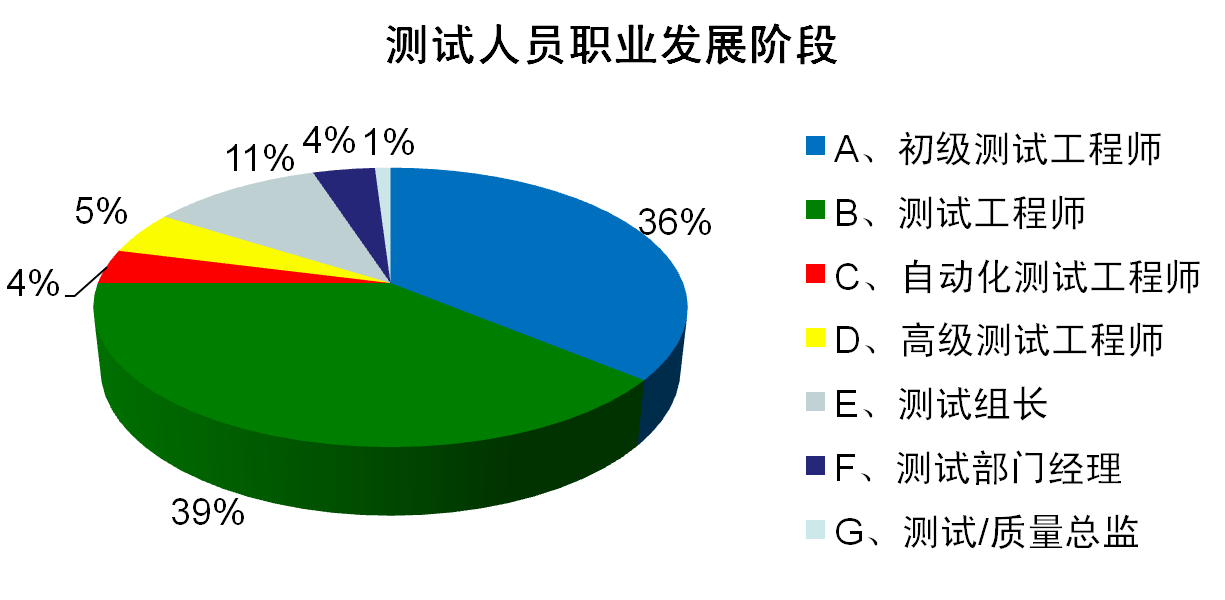 测试人员职业发展阶段
4%
1%
11%
5%
36%
4%
39%
A、初级测试工程师
B、测试工程师
C、自动化测试工程师
D、高级测试工程师
E、测试组长
F、测试部门经理
G、测试/质量总监